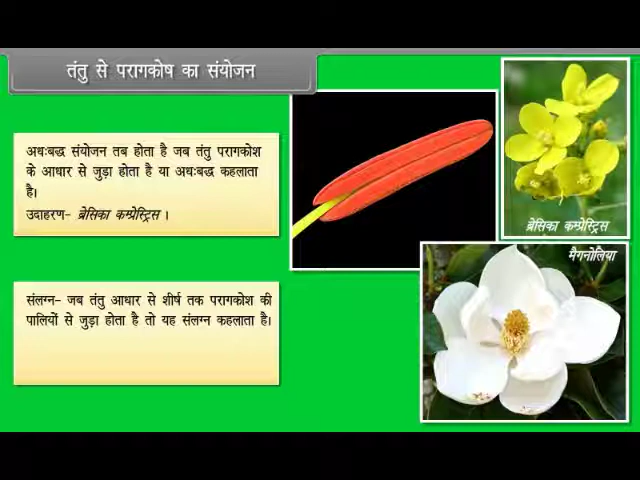 तंतु से परागकोष का संयोजन
अधःबद्ध संयोजन तब होता है जब तंतु परागकोश
के आधार से जुड़ा होता है या अधःबद्ध कहलाता
है।
उदाहरण- ब्रेसिका कम्प्रेस्ट्रिस ।
संलग्न- जब तंतु आधार से शीर्ष तक परागकोश की
पालियों से जुड़ा होता है तो यह संलग्न कहलाता है।
ब्रेसिका कम्प्रेस्ट्रिस
मैगनोलिया